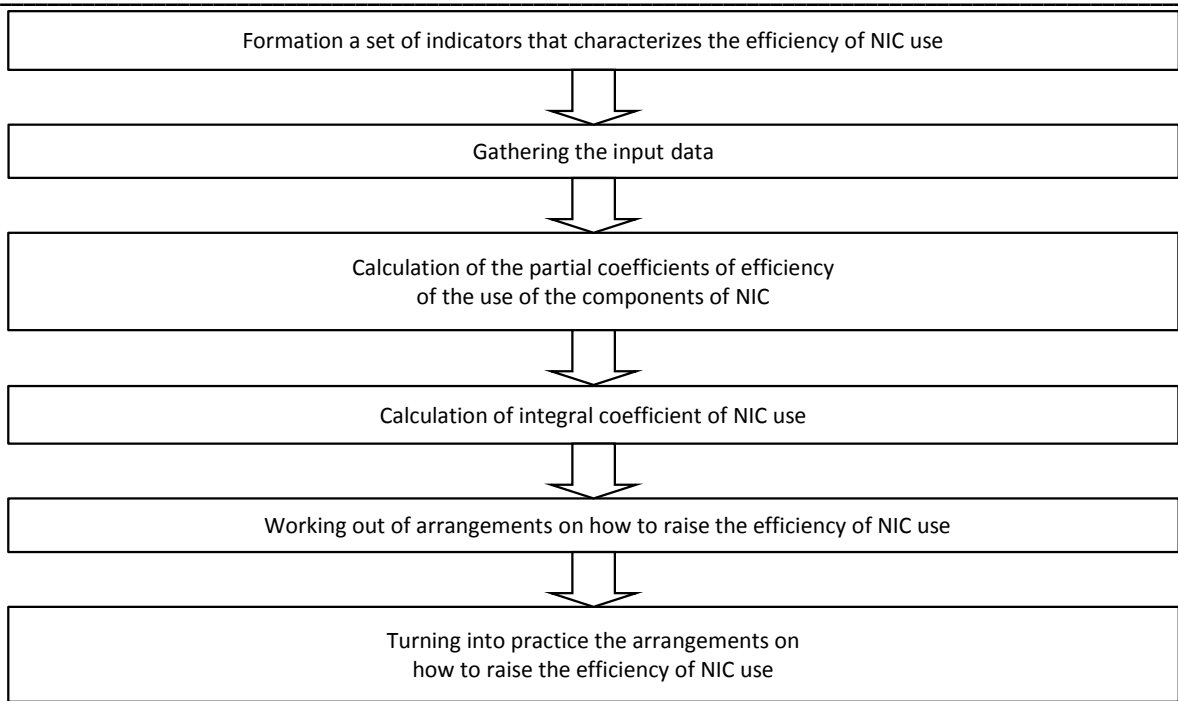 Formation a set of indicators that characterizes the efficiency of NIC use
Gathering the input data
Calculation of the partial coefficients of efficiency
of the use of the components of NIC
Calculation of integral coefficient of NIC use
Working out of arrangements on how to raise the efficiency of NIC use
Turning into practice the arrangements on
how to raise the efficiency of NIC use